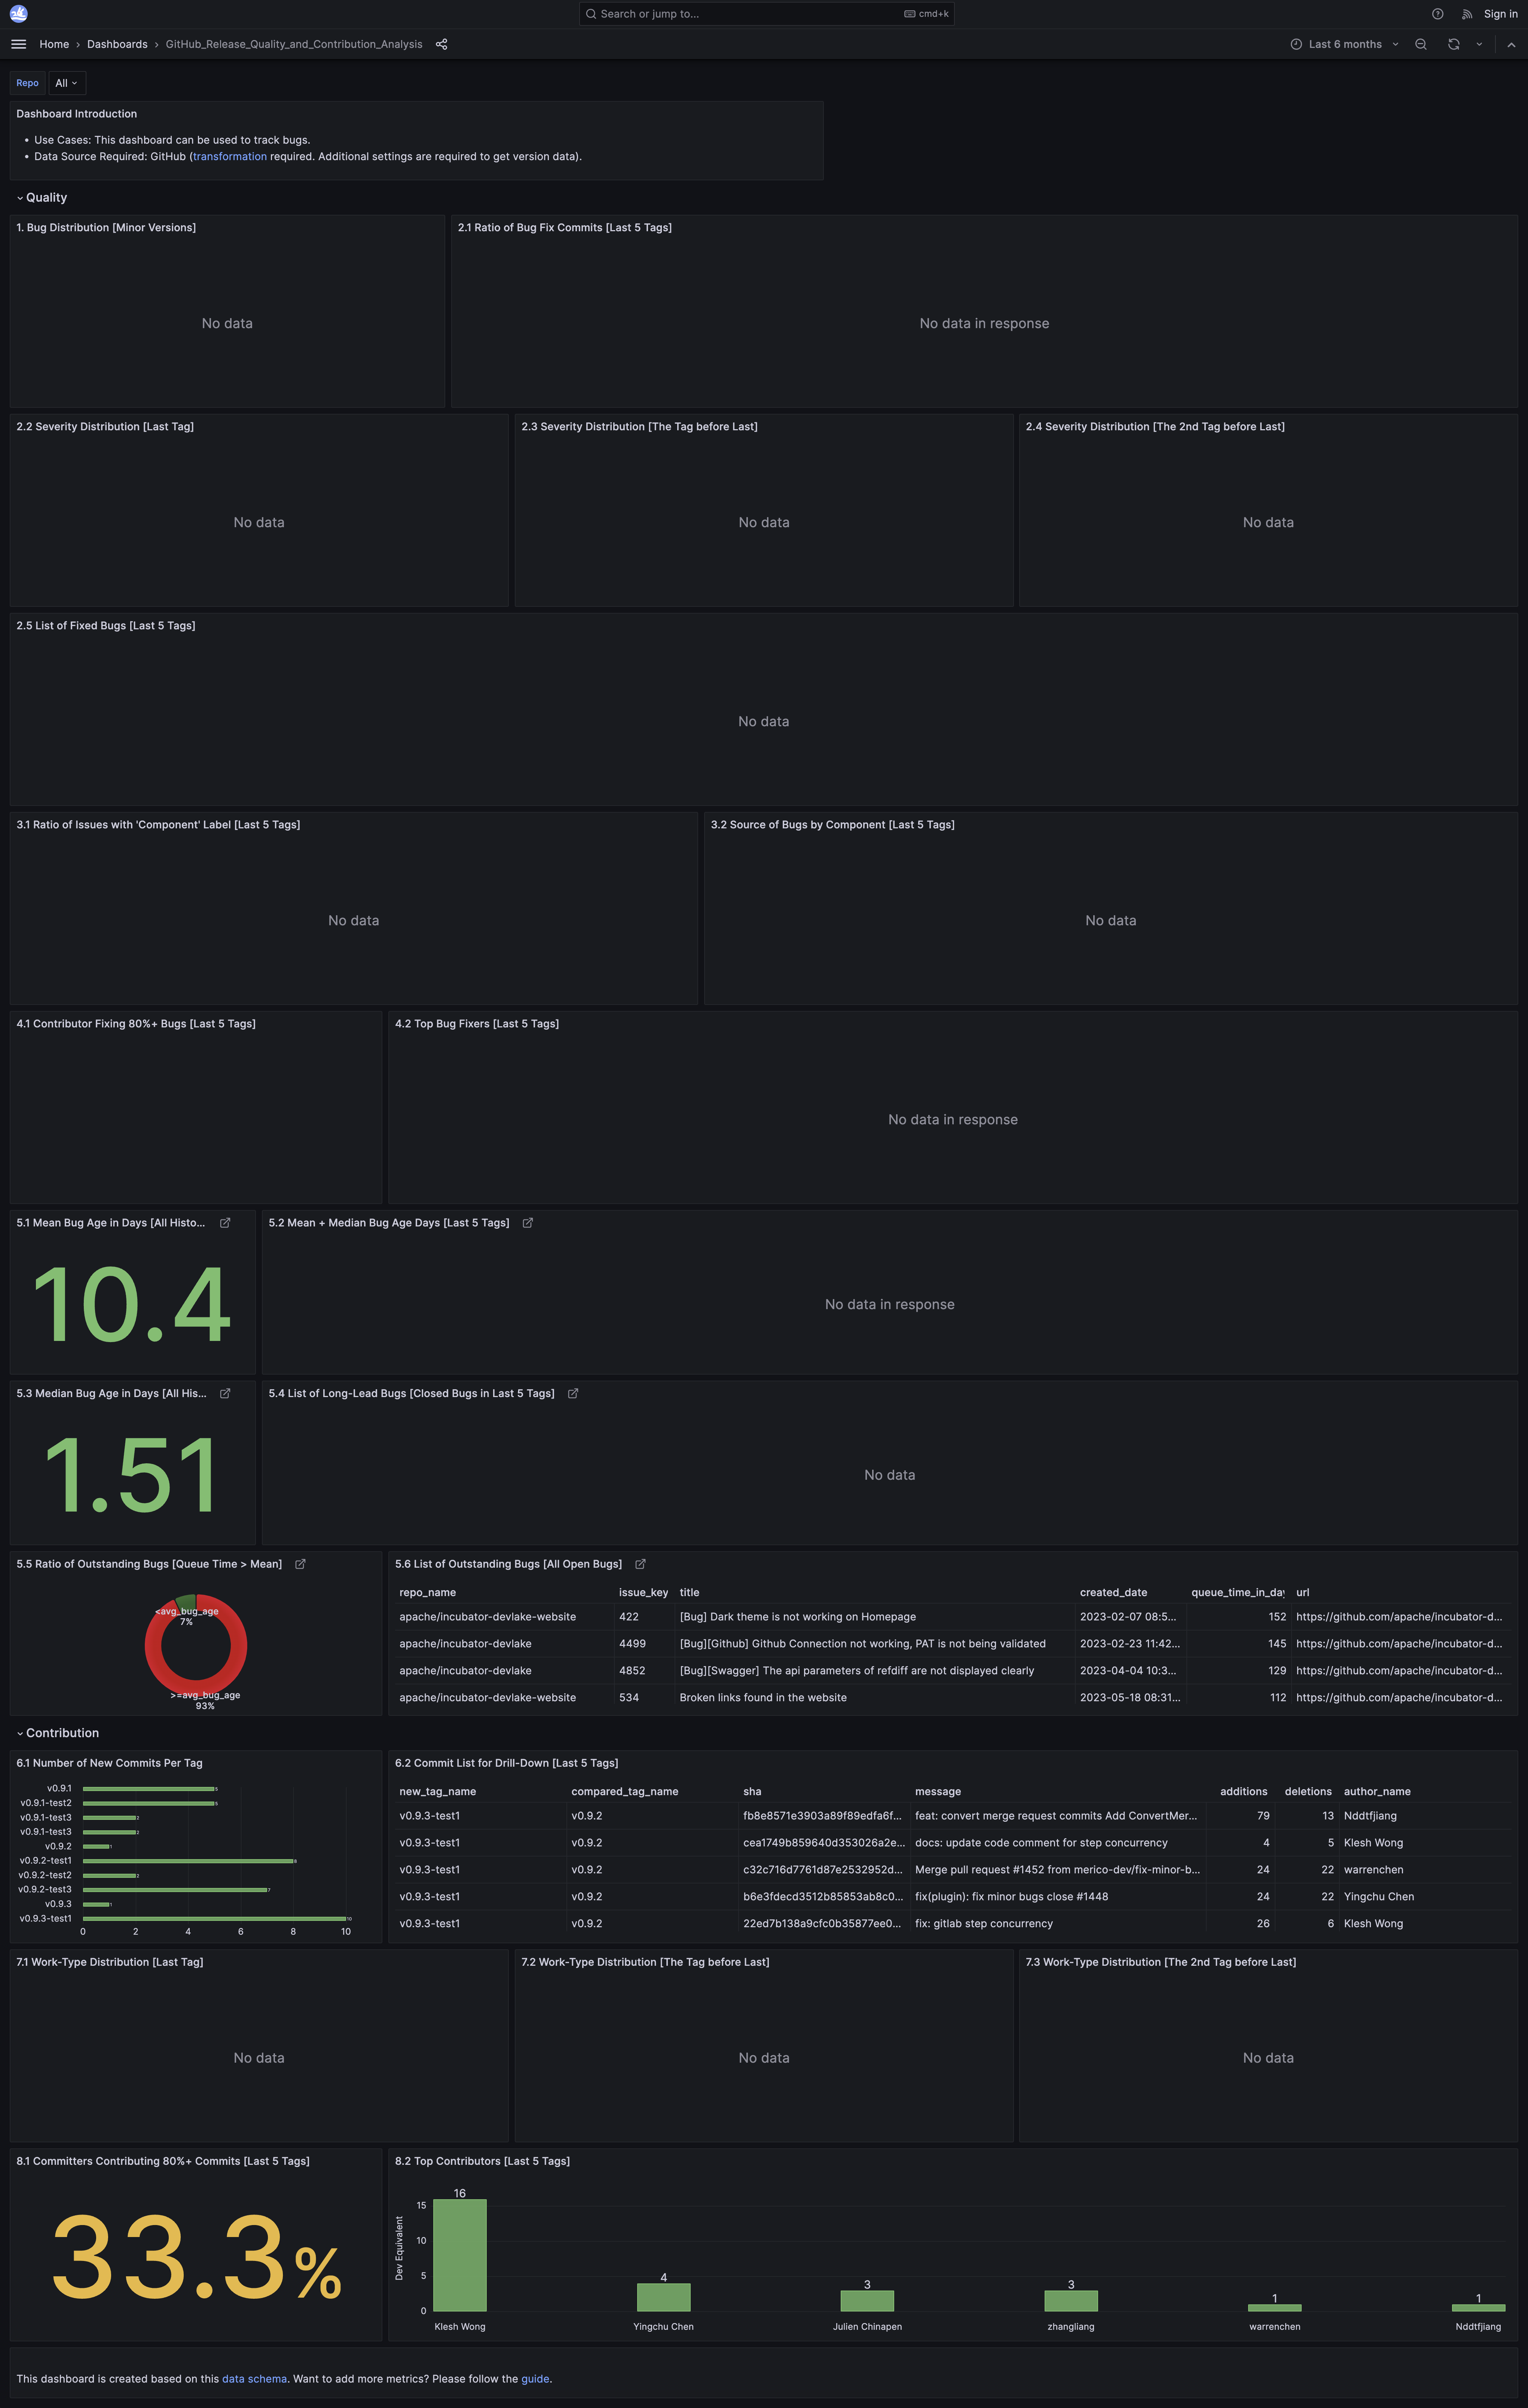 Search or jump to...
cmd+k
Sign in
Home › Dashboards › GitHub_Release_Quality_and_Contribution_Analysis
Last 6 months
Repo
All
Dashboard Introduction
• Use Cases: This dashboard can be used to track bugs.
• Data Source Required: GitHub (transformation required. Additional settings are required to get version data).
Quality
1. Bug Distribution [Minor Versions]
No data
2.1 Ratio of Bug Fix Commits [Last 5 Tags]
No data in response
2.2 Severity Distribution [Last Tag]
No data
2.3 Severity Distribution [The Tag before Last]
No data
2.4 Severity Distribution [The 2nd Tag before Last]
No data
2.5 List of Fixed Bugs [Last 5 Tags]
No data
3.1 Ratio of Issues with 'Component' Label [Last 5 Tags]
No data
3.2 Source of Bugs by Component [Last 5 Tags]
No data
4.1 Contributor Fixing 80%+ Bugs [Last 5 Tags]
4.2 Top Bug Fixers [Last 5 Tags]
No data in response
5.1 Mean Bug Age in Days [All Histo...
10.4
5.2 Mean + Median Bug Age Days [Last 5 Tags]
No data in response
5.3 Median Bug Age in Days [All His...
1.51
5.4 List of Long-Lead Bugs [Closed Bugs in Last 5 Tags]
No data
5.5 Ratio of Outstanding Bugs [Queue Time > Mean]
<avg_bug_age
7%
>=avg_bug_age
93%
5.6 List of Outstanding Bugs [All Open Bugs]
repo_name issue_key title created_date queue_time_in_day url
apache/incubator-devlake-website 422 [Bug] Dark theme is not working on Homepage 2023-02-07 08:5... 152 https://github.com/apache/incubator-d...
apache/incubator-devlake 4499 [Bug][Github] Github Connection not working, PAT is not being validated 2023-02-23 11:42... 145 https://github.com/apache/incubator-d...
apache/incubator-devlake 4852 [Bug][Swagger] The api parameters of refdiff are not displayed clearly 2023-04-04 10:3... 129 https://github.com/apache/incubator-d...
apache/incubator-devlake-website 534 Broken links found in the website 2023-05-18 08:31... 112 https://github.com/apache/incubator-d...
Contribution
6.1 Number of New Commits Per Tag
v0.9.1 5
v0.9.1-test2 5
v0.9.1-test3 2
v0.9.1-test3 2
v0.9.2 1
v0.9.2-test1 8
v0.9.2-test2 2
v0.9.2-test3 7
v0.9.3 1
v0.9.3-test1 10
0 2 4 6 8 10
6.2 Commit List for Drill-Down [Last 5 Tags]
new_tag_name compared_tag_name sha message additions deletions author_name
v0.9.3-test1 v0.9.2 fb8e8571e3903a89f89edfa6f... feat: convert merge request commits Add ConvertMer... 79 13 Nddtfjiang
v0.9.3-test1 v0.9.2 cea1749b859640d353026a2e... docs: update code comment for step concurrency 4 5 Klesh Wong
v0.9.3-test1 v0.9.2 c32c716d7761d87e2532952d... Merge pull request #1452 from merico-dev/fix-minor-b... 24 22 warrenchen
v0.9.3-test1 v0.9.2 b6e3fdecd3512b85853ab8c0... fix(plugin): fix minor bugs close #1448 24 22 Yingchu Chen
v0.9.3-test1 v0.9.2 22ed7b138a9cfc0b35877ee0... fix: gitlab step concurrency 26 6 Klesh Wong
7.1 Work-Type Distribution [Last Tag]
No data
7.2 Work-Type Distribution [The Tag before Last]
No data
7.3 Work-Type Distribution [The 2nd Tag before Last]
No data
8.1 Committers Contributing 80%+ Commits [Last 5 Tags]
33.3%
8.2 Top Contributors [Last 5 Tags]
Dev Equivalent
15
10
5
0
16 4 3 3 1 1
Klesh Wong Yingchu Chen Julien Chinapen zhangliang warrenchen Nddtfjiang
This dashboard is created based on this data schema. Want to add more metrics? Please follow the guide.